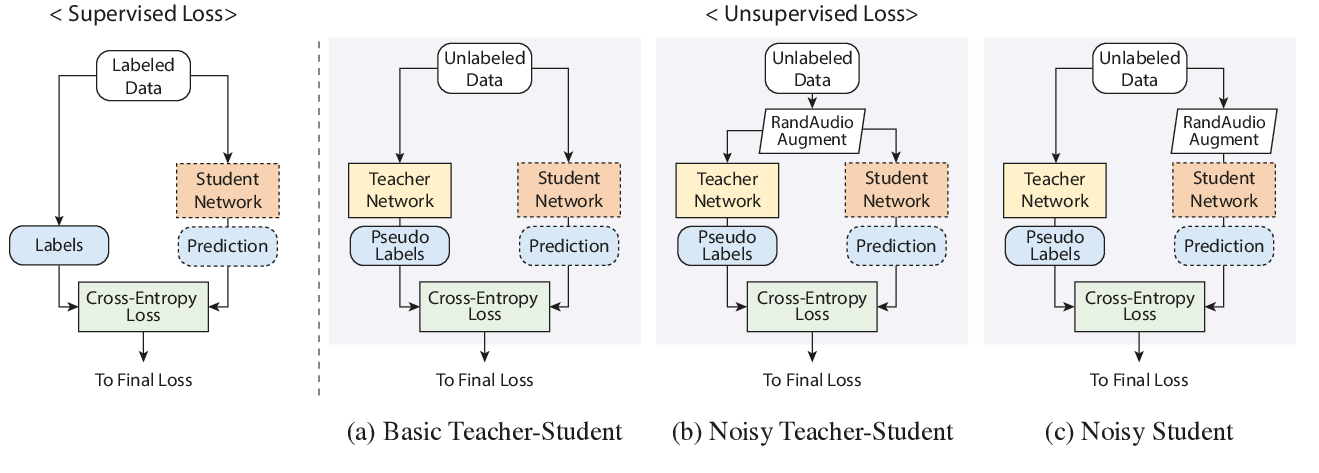 < Supervised Loss>
Labeled
Data
Student
Network
Labels
Prediction
Cross-Entropy
Loss
To Final Loss
< Unsupervised Loss>
Unlabeled
Data
Teacher
Network
Student
Network
Pseudo
Labels
Prediction
Cross-Entropy
Loss
To Final Loss
(a) Basic Teacher-Student
Unlabeled
Data
RandAudio
Augment
Teacher
Network
Student
Network
Pseudo
Labels
Prediction
Cross-Entropy
Loss
To Final Loss
(b) Noisy Teacher-Student
Unlabeled
Data
RandAudio
Augment
Teacher
Network
Student
Network
Pseudo
Labels
Prediction
Cross-Entropy
Loss
To Final Loss
(c) Noisy Student